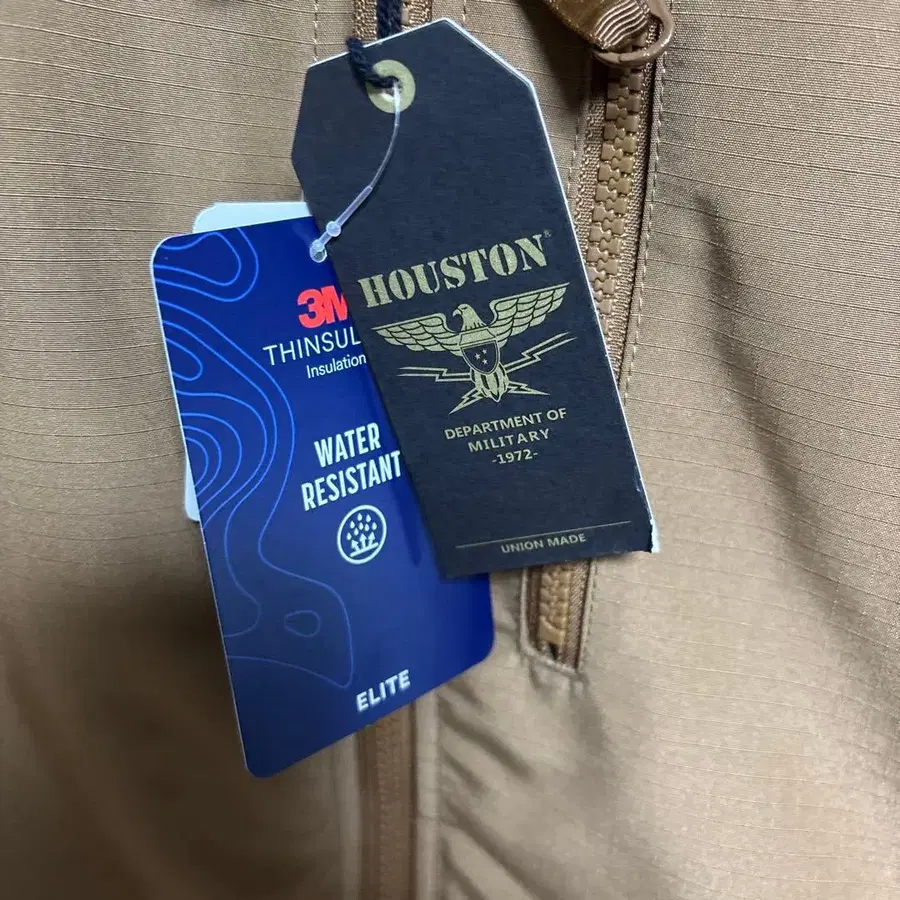 HOUSTON®
DEPARTMENT OF
MILITARY
-1972-
UNION MADE
3M
THINSUL
Insulation
WATER
RESISTANT
ELITE